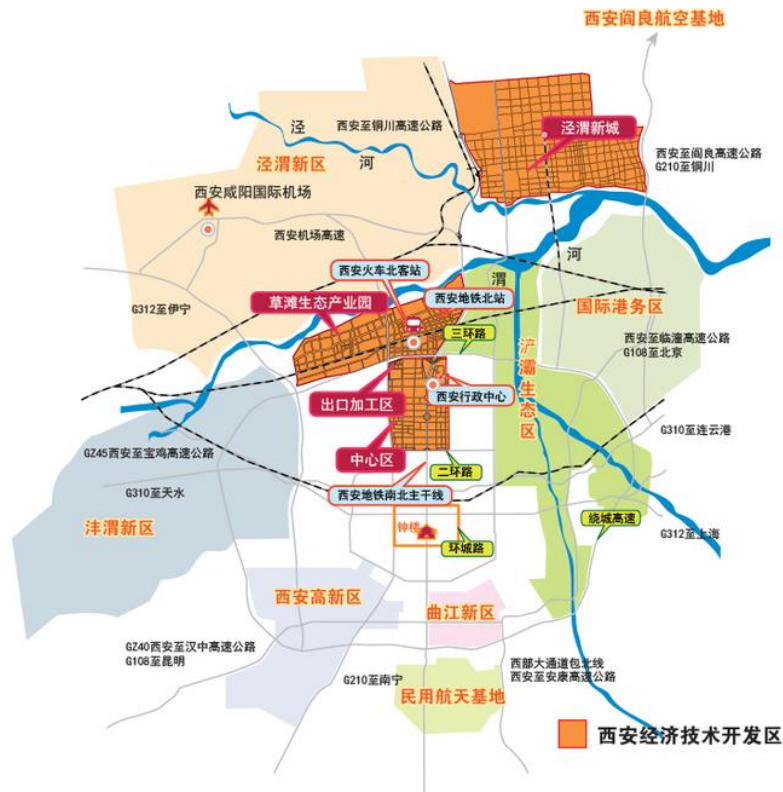 西安阎良航空基地
泾
河
西安至铜川高速公路
泾渭新城
泾渭新区
西安至阎良高速公路
G210至铜川
西安咸阳国际机场
西安机场高速
西安火车北客站
渭
河
草滩生态产业园
西安地铁北站
国际港务区
G312至伊宁
三环路
西安至临潼高速公路
G108至北京
浐灞生态区
出口加工区
西安行政中心
G310至连云港
中心区
GZ45西安至宝鸡高速公路
二环路
G310至天水
西安地铁南北主干线
沣渭新区
钟楼
环城路
绕城高速
G312至上海
西安高新区
曲江新区
GZ40西安至汉中高速公路
G108至昆明
G210至南宁
民用航天基地
西部大通道包北线
西安至安康高速公路
西安经济技术开发区